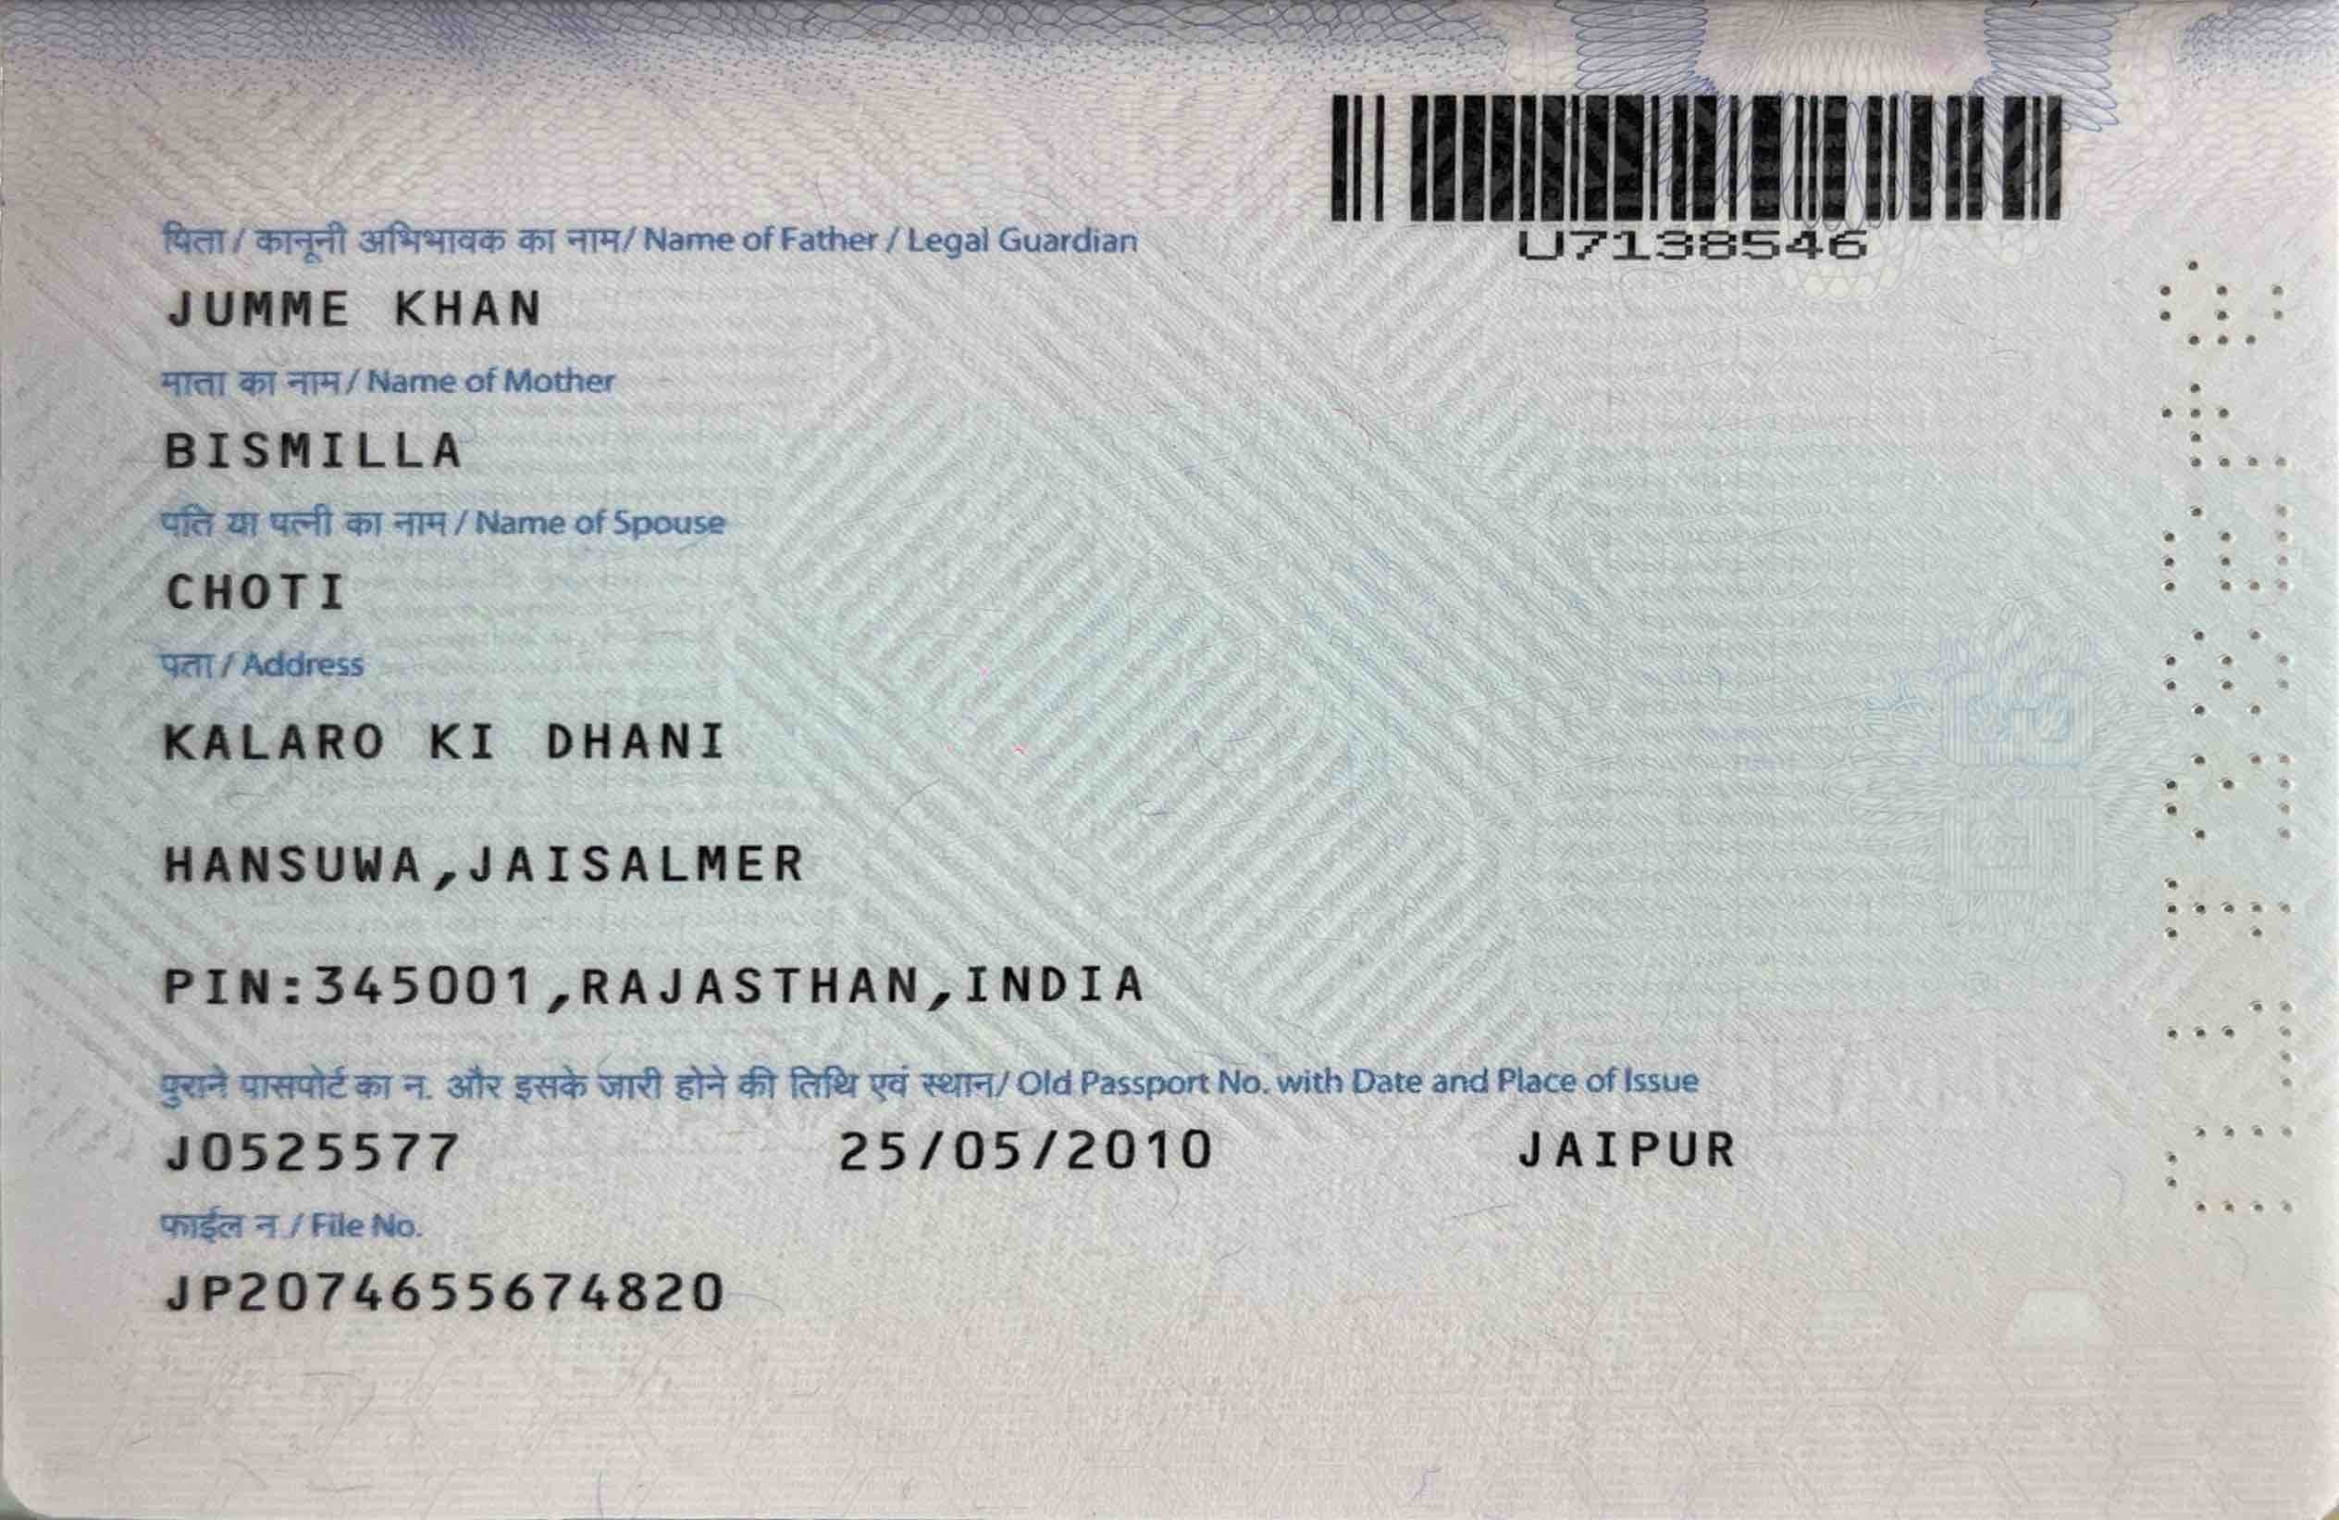 U7138546
पिता / कानूनी अभिभावक का नाम/ Name of Father / Legal Guardian
JUMME KHAN
माता का नाम / Name of Mother
BISMILLA
पति या पत्नी का नाम / Name of Spouse
CHOTI
पता / Address
KALARO KI DHANI
HANSUWA,JAISALMER
PIN:345001,RAJASTHAN,INDIA
पुराने पासपोर्ट का न. और इसके जारी होने की तिथि एवं स्थान/ Old Passport No. with Date and Place of Issue
J0525577 25/05/2010 JAIPUR
फाईल न / File No.
JP2074655674820